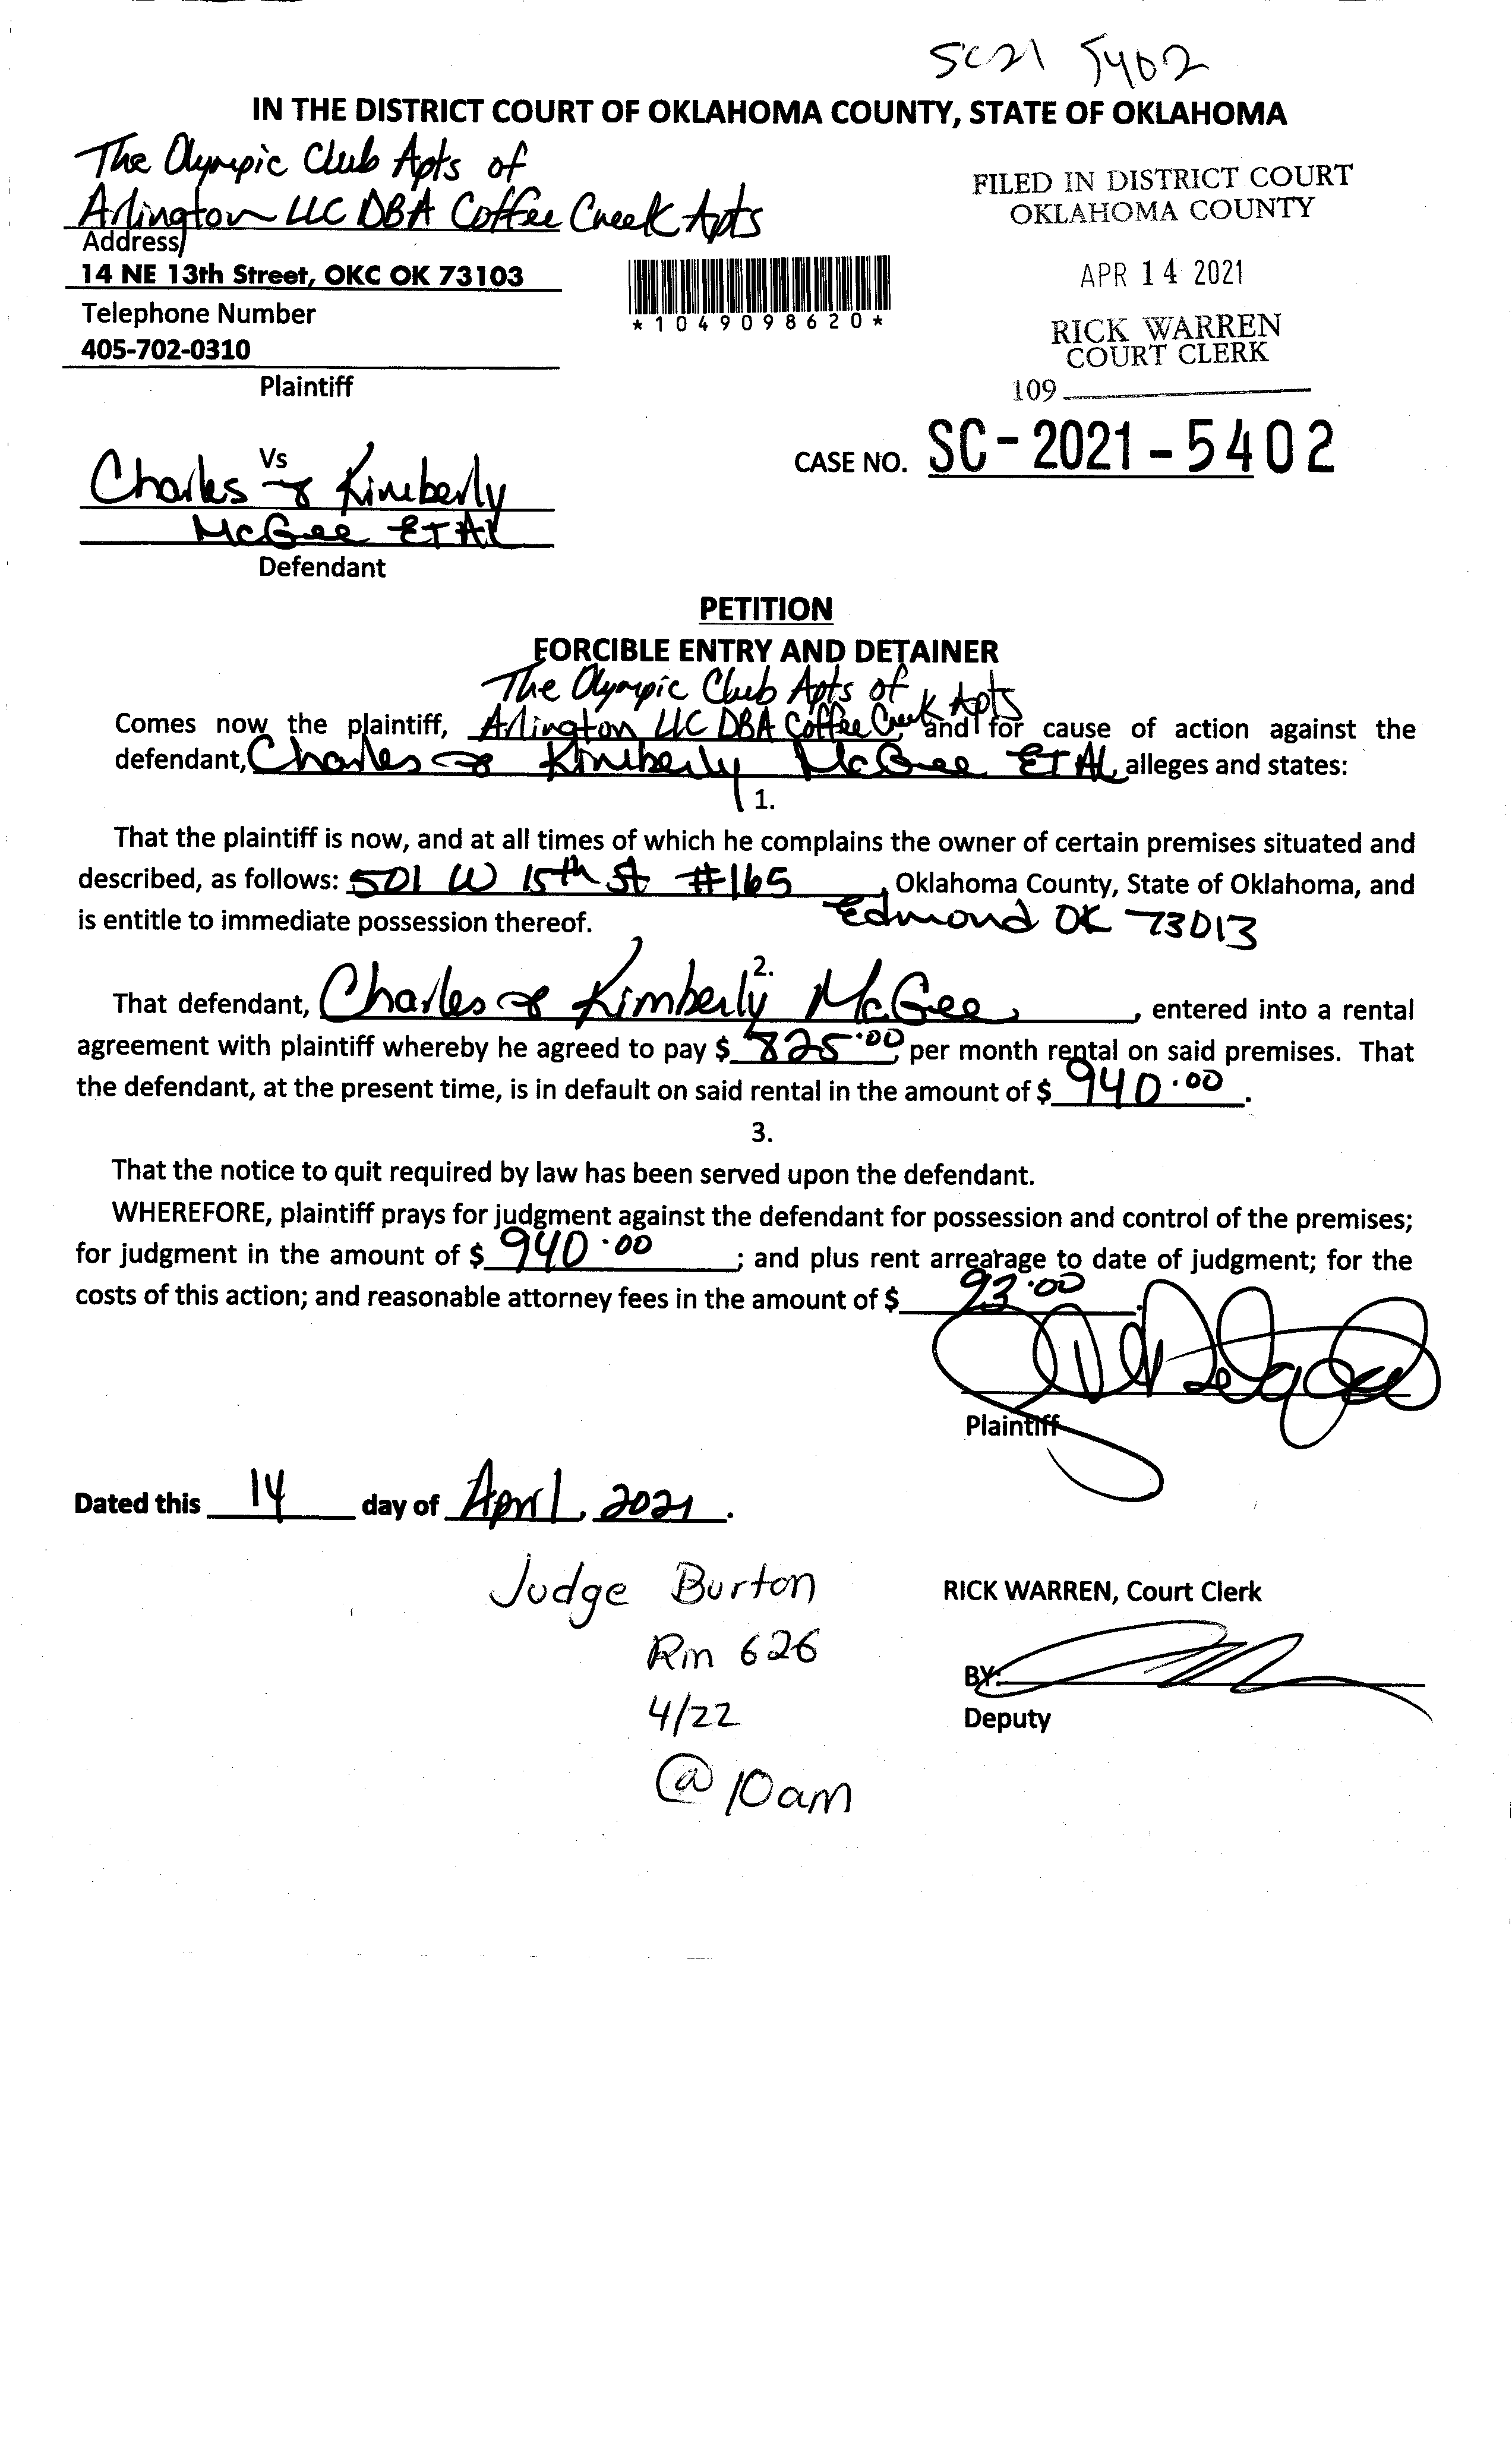 SC21 5402
IN THE DISTRICT COURT OF OKLAHOMA COUNTY, STATE OF OKLAHOMA
The Olympic Club Apts of
Arlington LLC DBA Coffee Creek Apts
Address
14 NE 13th Street, OKC OK 73103
Telephone Number
405-702-0310
Plaintiff
*1049098620*
FILED IN DISTRICT COURT
OKLAHOMA COUNTY
APR 14 2021
RICK WARREN
COURT CLERK
109
CASE NO. SC-2021-5402
Vs
Charles & Kimberly
McGee ET AL
Defendant
PETITION
FORCIBLE ENTRY AND DETAINER
The Olympic Club Apts of
Comes now the plaintiff, Arlington LLC DBA Coffee Creek Apts and for cause of action against the
defendant, Charles & Kimberly McGee ET AL, alleges and states:
1.
That the plaintiff is now, and at all times of which he complains the owner of certain premises situated and
described, as follows: 501 W 15th St #165, Oklahoma County, State of Oklahoma, and
is entitle to immediate possession thereof. Edmond OK 73013
2.
That defendant, Charles & Kimberly McGee, entered into a rental
agreement with plaintiff whereby he agreed to pay $ 825.00, per month rental on said premises. That
the defendant, at the present time, is in default on said rental in the amount of $ 940.00.
3.
That the notice to quit required by law has been served upon the defendant.
WHEREFORE, plaintiff prays for judgment against the defendant for possession and control of the premises;
for judgment in the amount of $ 940.00; and plus rent arrearage to date of judgment; for the
costs of this action; and reasonable attorney fees in the amount of $ 93.00.
Plaintiff
Dated this 14 day of April, 2021.
Judge Burton
Rm 626
4/22
@ 10am
RICK WARREN, Court Clerk
BY:
Deputy